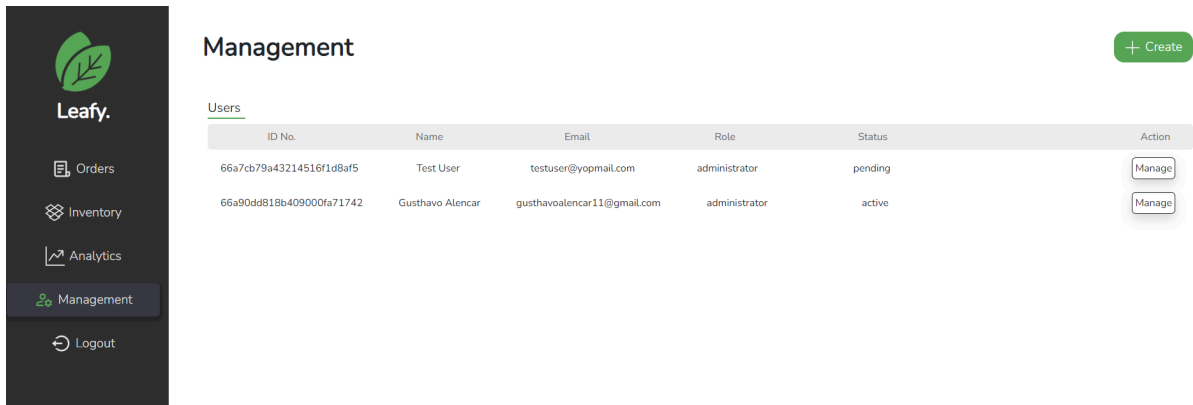 Leafy.
Orders
Inventory
Analytics
Management
Logout
Management
+ Create
Users
ID No. Name Email Role Status Action
66a7cb79a43214516f1d8af5 Test User testuser@yopmail.com administrator pending Manage
66a90dd818b409000fa71742 Gusthavo Alencar gusthavoalencar11@gmail.com administrator active Manage